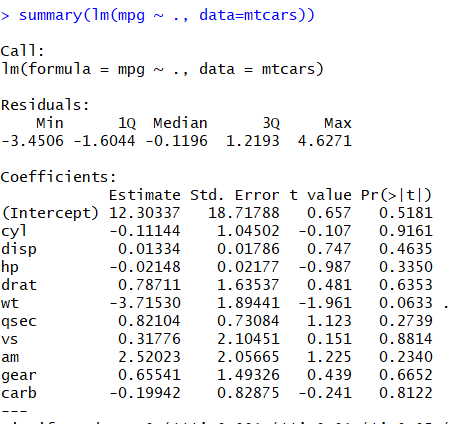 > summary(lm(mpg ~ ., data=mtcars))
Call:
lm(formula = mpg ~ ., data = mtcars)
Residuals:
    Min      1Q  Median      3Q     Max
-3.4506 -1.6044 -0.1196  1.2193  4.6271
Coefficients:
            Estimate Std. Error t value Pr(>|t|)
(Intercept) 12.30337   18.71788   0.657   0.5181
cyl         -0.11144    1.04502  -0.107   0.9161
disp         0.01334    0.01786   0.747   0.4635
hp          -0.02148    0.02177  -0.987   0.3350
drat         0.78711    1.63537   0.481   0.6353
wt          -3.71530    1.89441  -1.961   0.0633 .
qsec         0.82104    0.73084   1.123   0.2739
vs           0.31776    2.10451   0.151   0.8814
am           2.52023    2.05665   1.225   0.2340
gear         0.65541    1.49326   0.439   0.6652
carb        -0.19942    0.82875  -0.241   0.8122
---